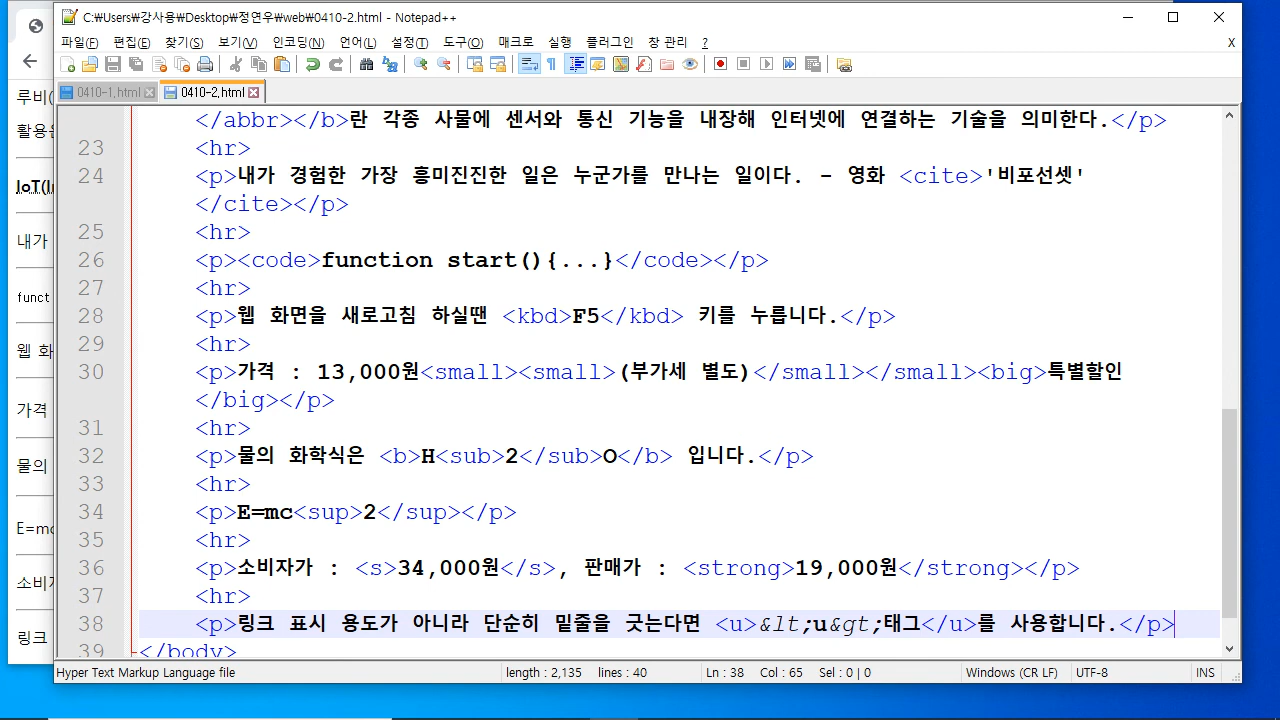 C:\Users\강사용\Desktop\정연우\web\0410-2.html - Notepad++
파일(F) 편집(E) 찾기(S) 보기(V) 인코딩(N) 언어(L) 설정(T) 도구(O) 매크로 실행 플러그인 창 관리 ? X
0410-1.html 0410-2.html
루비(
활용
IoT(I
내가
funct
웹 화
가격
물의
E=mc
소비자
링크
</abbr></b>란 각종 사물에 센서와 통신 기능을 내장해 인터넷에 연결하는 기술을 의미한다.</p>
23 <hr>
24 <p>내가 경험한 가장 흥미진진한 일은 누군가를 만나는 일이다. - 영화 <cite>'비포선셋'
</cite></p>
25 <hr>
26 <p><code>function start(){...}</code></p>
27 <hr>
28 <p>웹 화면을 새로고침 하실땐 <kbd>F5</kbd> 키를 누릅니다.</p>
29 <hr>
30 <p>가격 : 13,000원<small><small>(부가세 별도)</small></small><big>특별할인
</big></p>
31 <hr>
32 <p>물의 화학식은 <b>H<sub>2</sub>O</b> 입니다.</p>
33 <hr>
34 <p>E=mc<sup>2</sup></p>
35 <hr>
36 <p>소비자가 : <s>34,000원</s>, 판매가 : <strong>19,000원</strong></p>
37 <hr>
38 <p>링크 표시 용도가 아니라 단순히 밑줄을 긋는다면 <u>&lt;u&gt;태그</u>를 사용합니다.</p>
39 </body>
Hyper Text Markup Language file length : 2,135 lines : 40 Ln : 38 Col : 65 Sel : 0 | 0 Windows (CR LF) UTF-8 INS